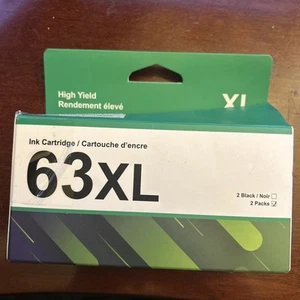 High Yield
Rendement élevé
XL
Ink Cartridge / Cartouche d'encre
63XL
2 Black / Noir
2 Packs